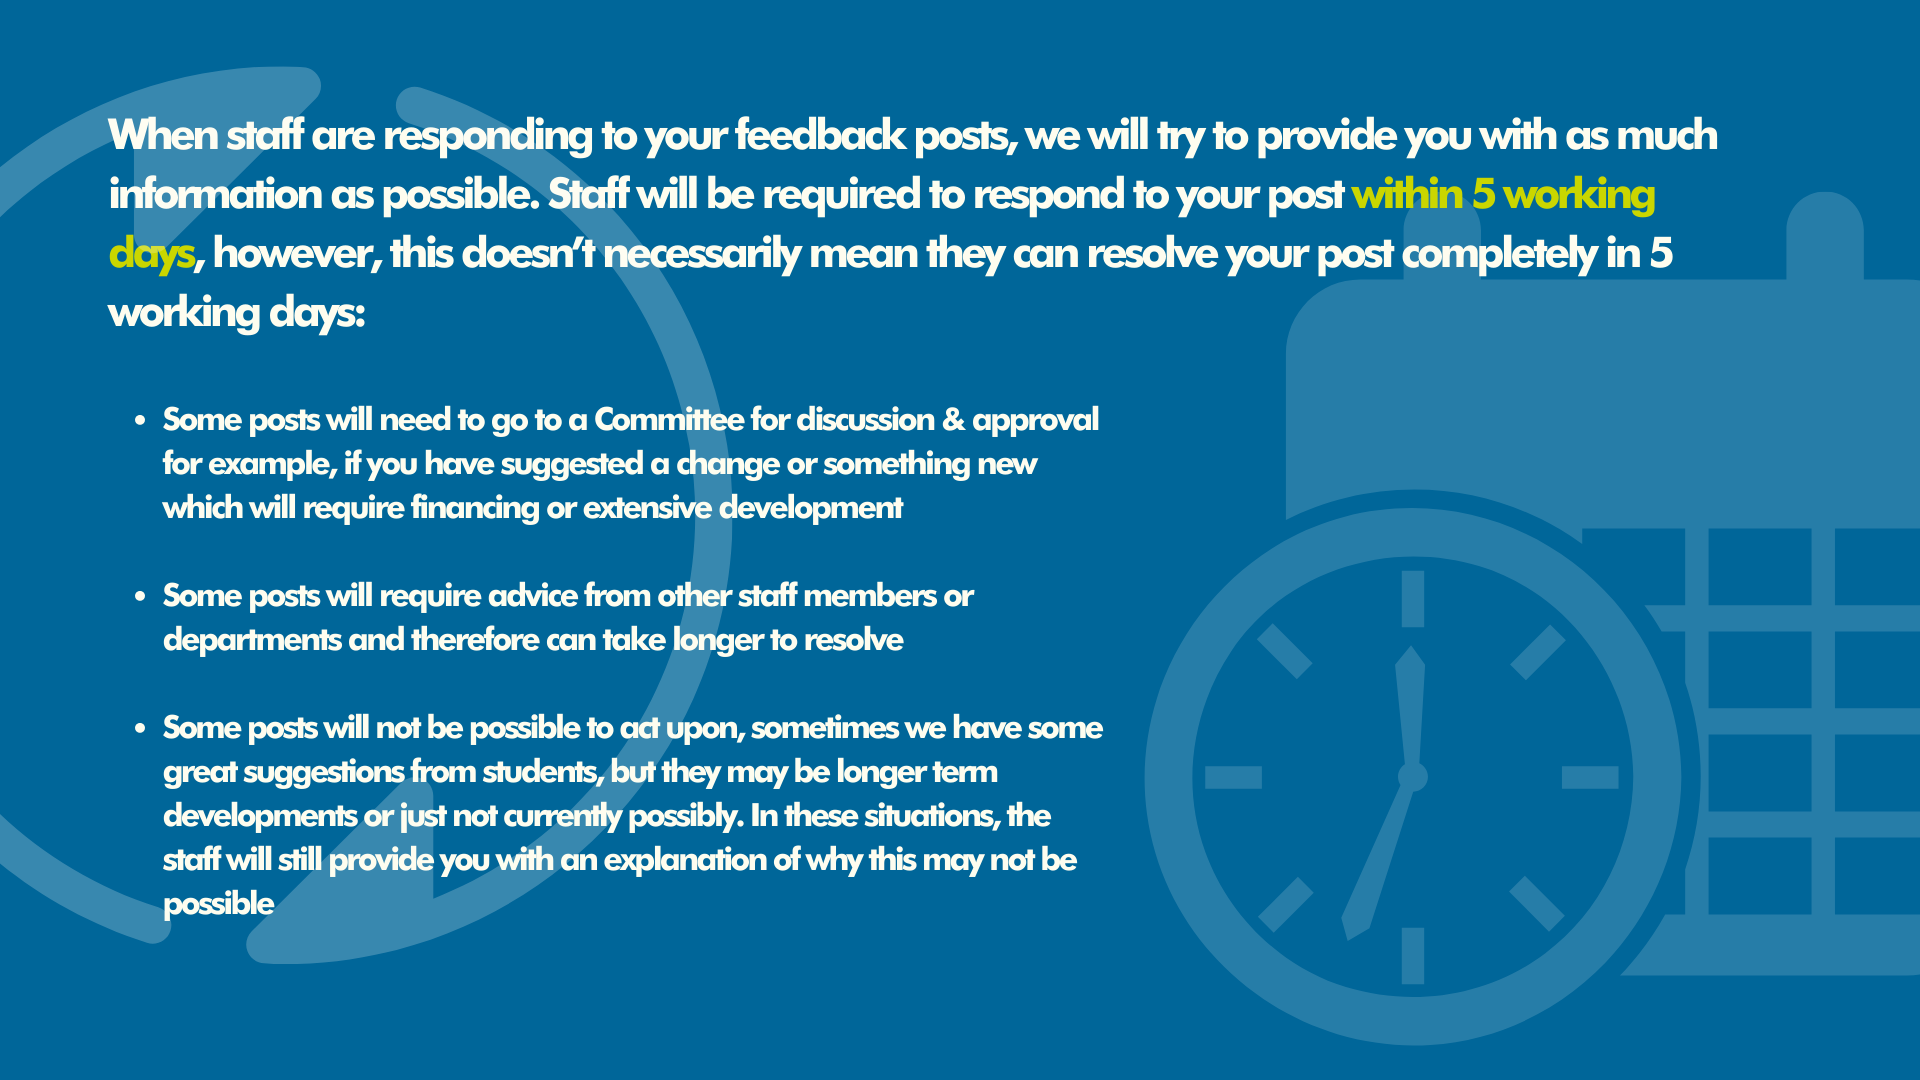 When staff are responding to your feedback posts, we will try to provide you with as much
information as possible. Staff will be required to respond to your post within 5 working
days, however, this doesn’t necessarily mean they can resolve your post completely in 5
working days:
• Some posts will need to go to a Committee for discussion & approval
for example, if you have suggested a change or something new
which will require financing or extensive development
• Some posts will require advice from other staff members or
departments and therefore can take longer to resolve
• Some posts will not be possible to act upon, sometimes we have some
great suggestions from students, but they may be longer term
developments or just not currently possibly. In these situations, the
staff will still provide you with an explanation of why this may not be
possible